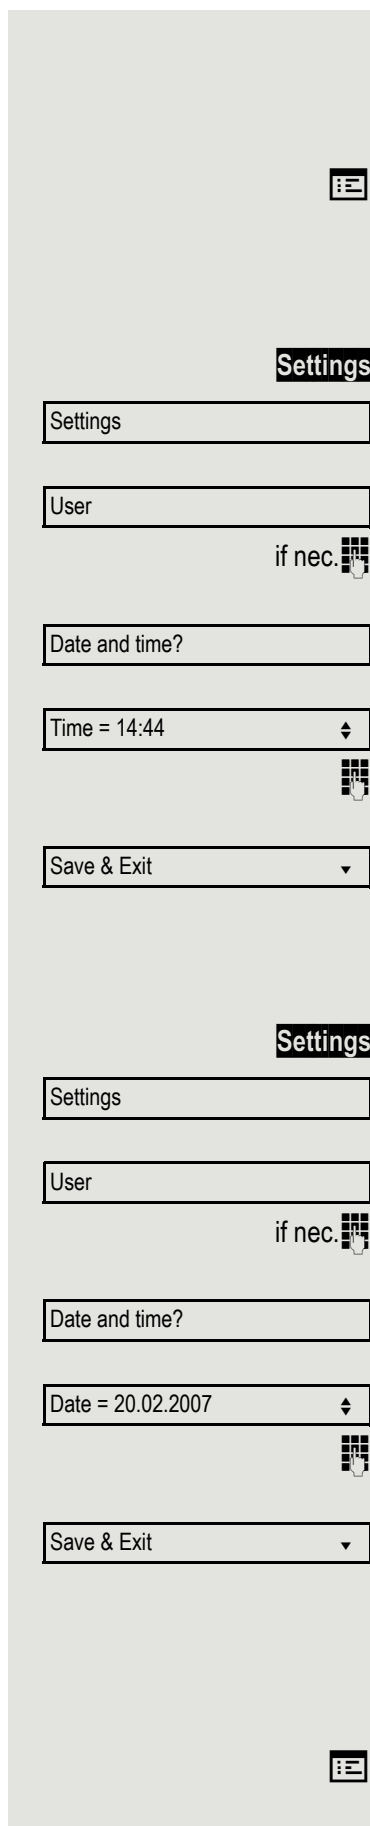 Settings
Settings
User
if nec.
Date and time?
Time = 14:44
Save & Exit
Settings
Settings
User
if nec.
Date and time?
Date = 20.02.2007
Save & Exit